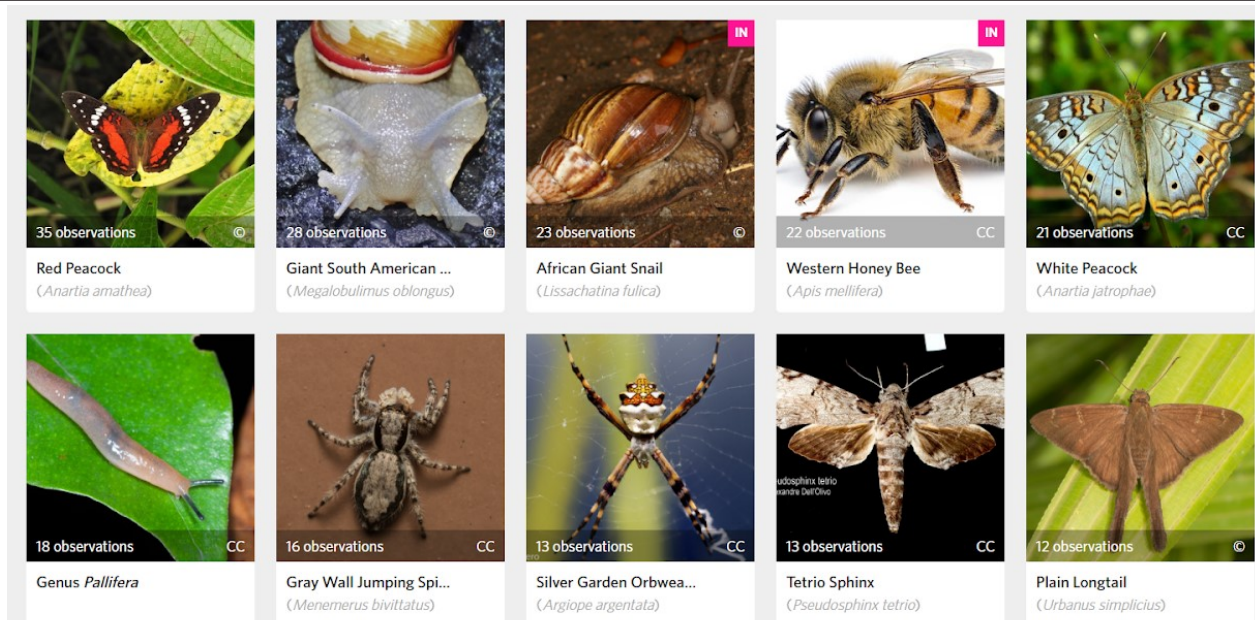 IN
IN
35 observations ©
28 observations ©
23 observations ©
22 observations CC
21 observations CC
Red Peacock
(Anartia amathea)
Giant South American ...
(Megalobulimus oblongus)
African Giant Snail
(Lissachatina fulica)
Western Honey Bee
(Apis mellifera)
White Peacock
(Anartia jatrophae)
udosphinx tetrio
exandre Dell'Olivo
18 observations CC
16 observations CC
13 observations CC
13 observations CC
12 observations ©
Genus Pallifera
Gray Wall Jumping Spi...
(Menemerus bivittatus)
Silver Garden Orbwea...
(Argiope argentata)
Tetrio Sphinx
(Pseudosphinx tetrio)
Plain Longtail
(Urbanus simplicius)